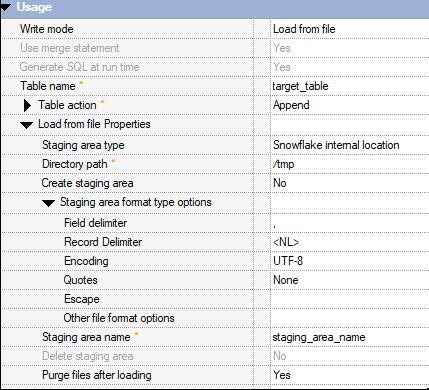 Usage
Write mode Load from file
Use merge statement Yes
Generate SQL at run time Yes
Table name * target_table
Table action * Append
Load from file Properties
Staging area type Snowflake internal location
Directory path * /tmp
Create staging area No
Staging area format type options
Field delimiter ,
Record Delimiter <NL>
Encoding UTF-8
Quotes None
Escape
Other file format options
Staging area name * staging_area_name
Delete staging area No
Purge files after loading Yes